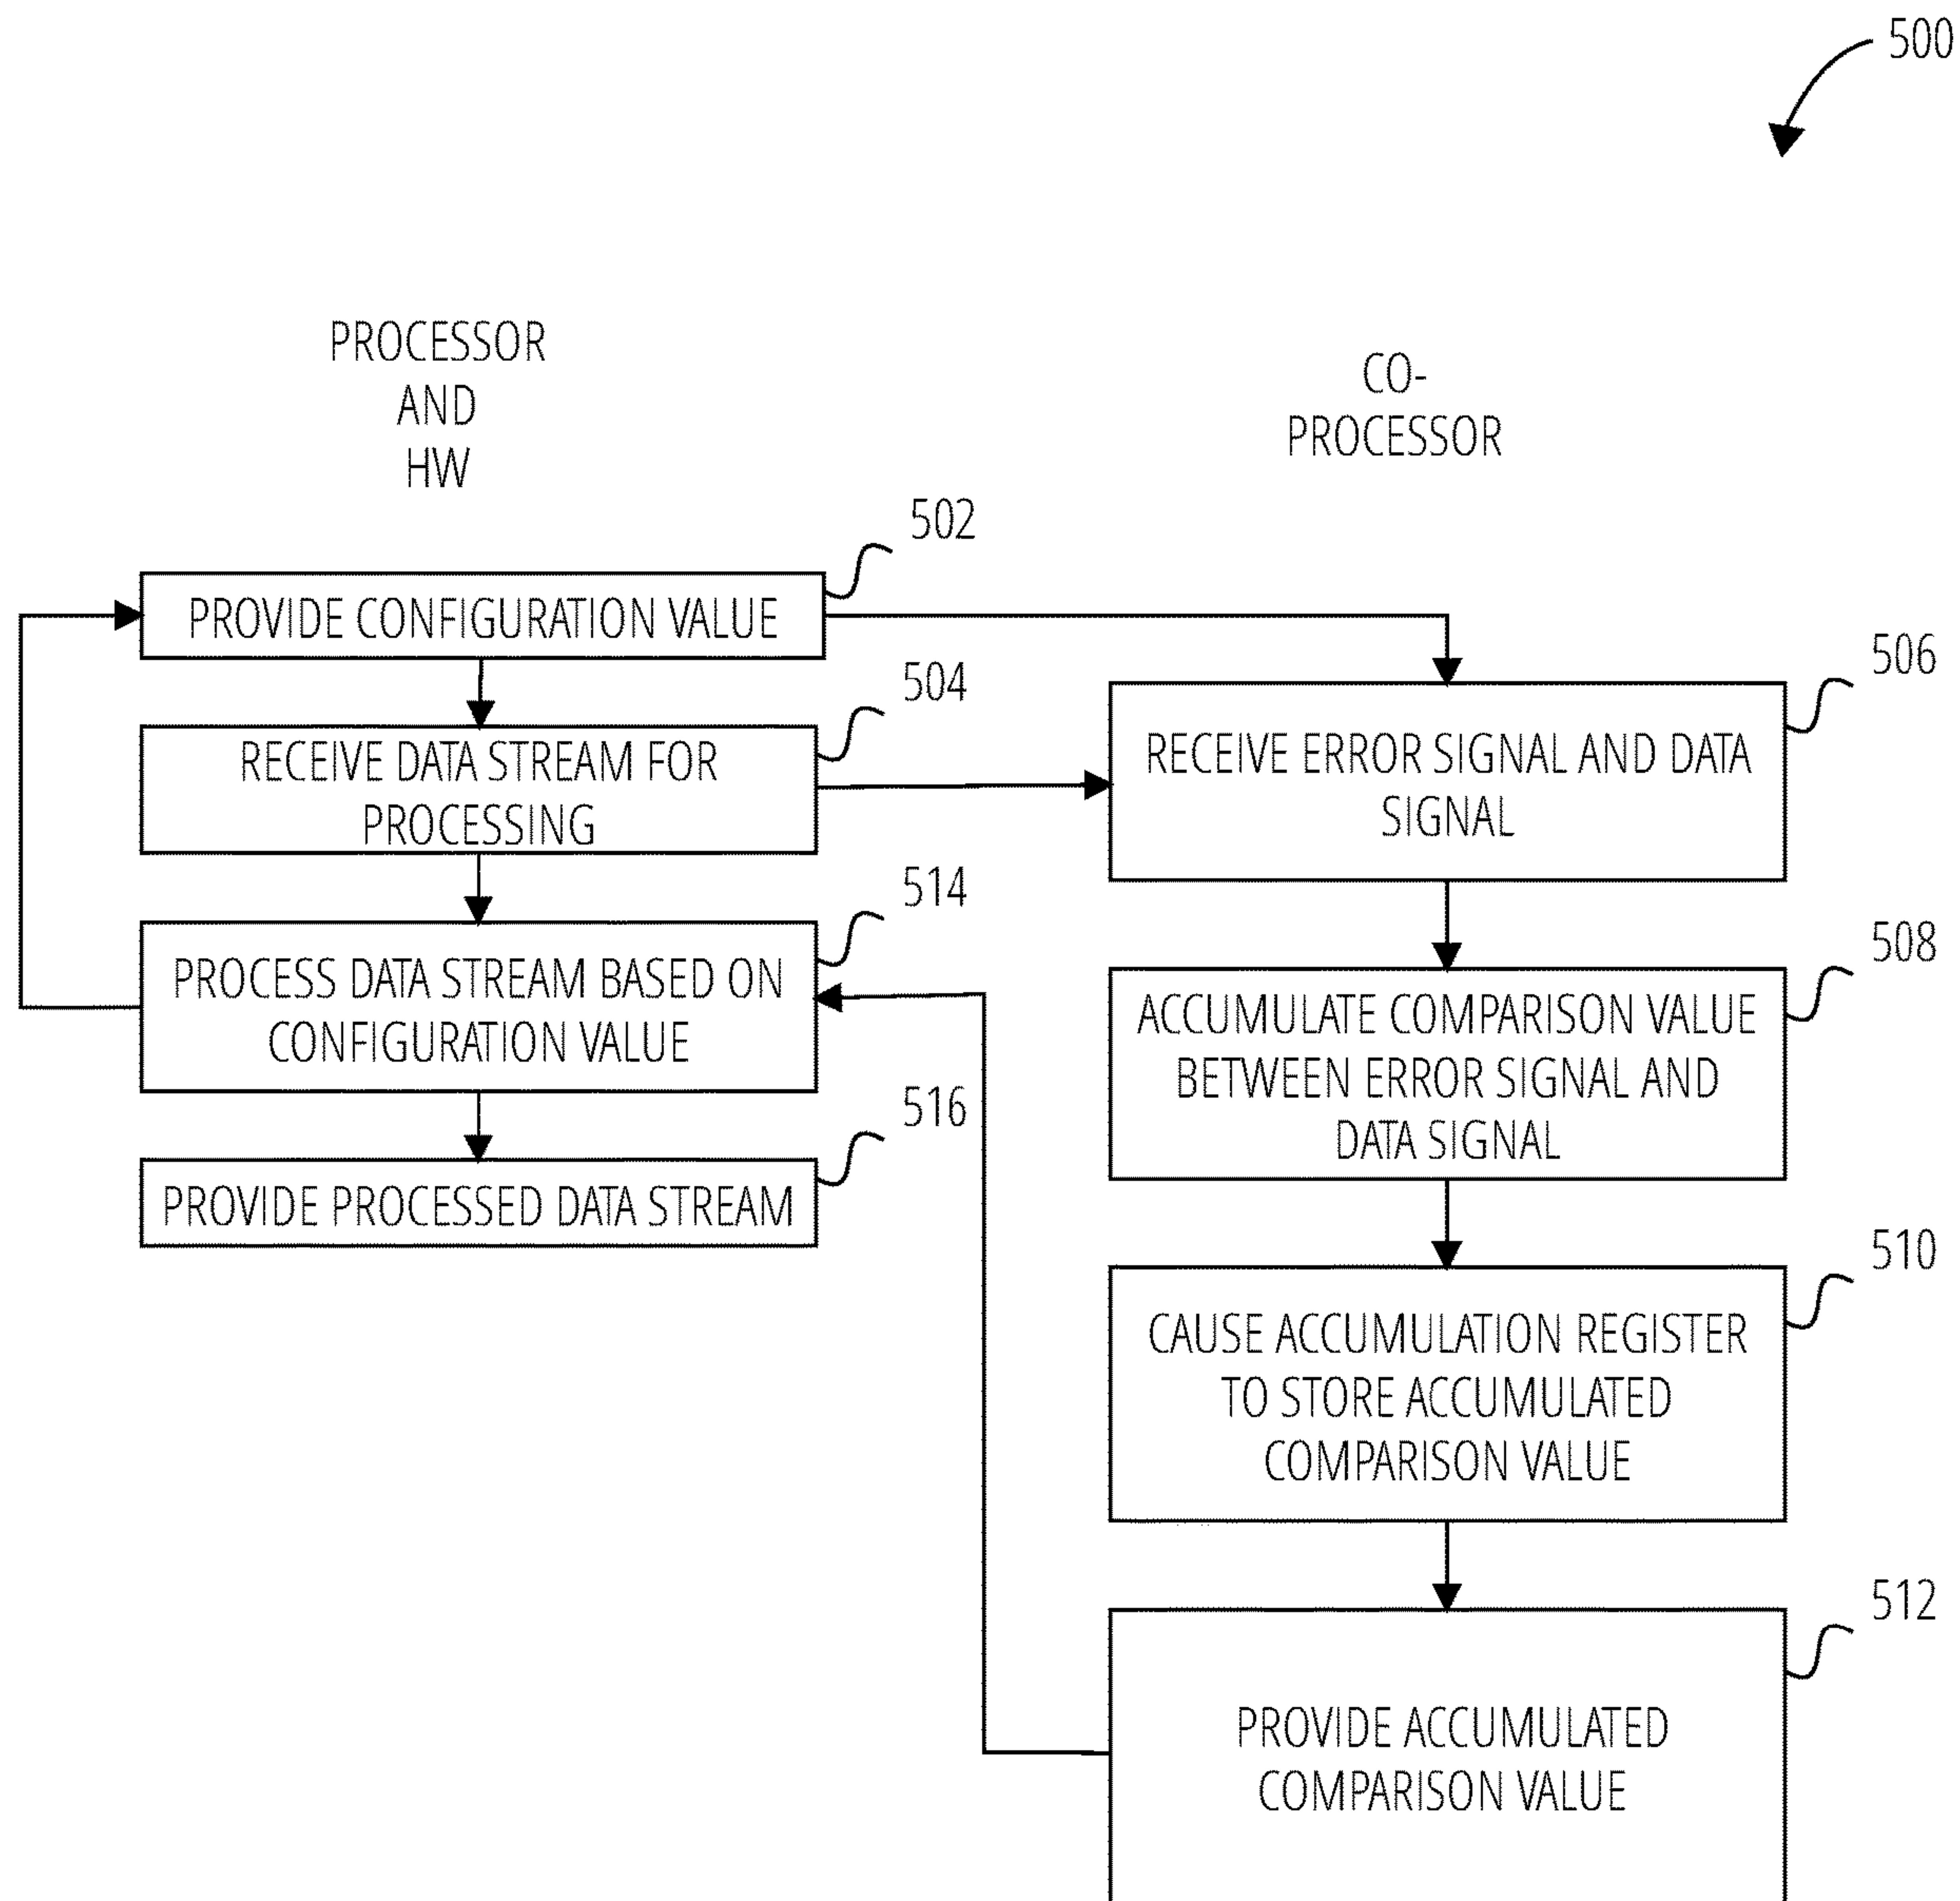 500
PROCESSOR
AND
HW
CO-
PROCESSOR
502
PROVIDE CONFIGURATION VALUE
504
RECEIVE DATA STREAM FOR
PROCESSING
506
RECEIVE ERROR SIGNAL AND DATA
SIGNAL
514
PROCESS DATA STREAM BASED ON
CONFIGURATION VALUE
508
ACCUMULATE COMPARISON VALUE
BETWEEN ERROR SIGNAL AND
DATA SIGNAL
516
PROVIDE PROCESSED DATA STREAM
510
CAUSE ACCUMULATION REGISTER
TO STORE ACCUMULATED
COMPARISON VALUE
512
PROVIDE ACCUMULATED
COMPARISON VALUE